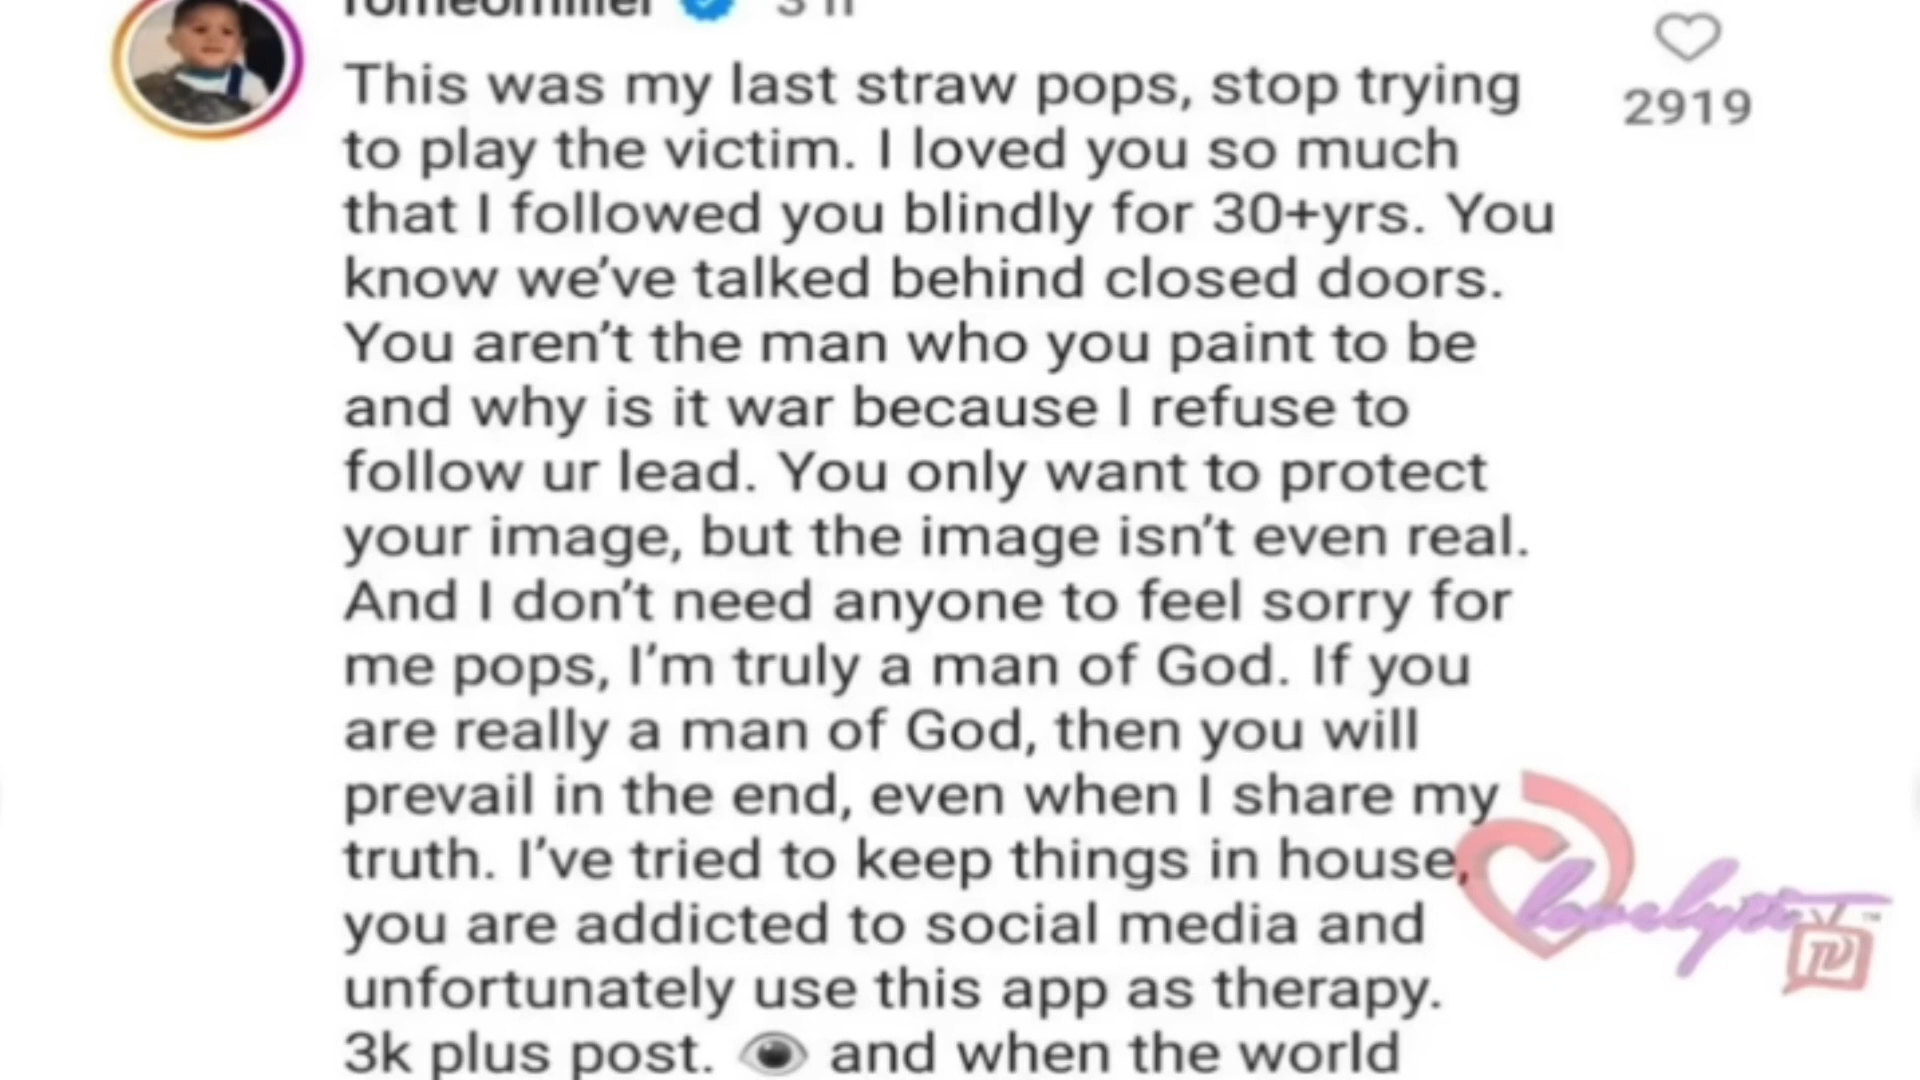 romeomiller 3 h
This was my last straw pops, stop trying
2919
to play the victim. I loved you so much
that I followed you blindly for 30+yrs. You
know we’ve talked behind closed doors.
You aren’t the man who you paint to be
and why is it war because I refuse to
follow ur lead. You only want to protect
your image, but the image isn’t even real.
And I don’t need anyone to feel sorry for
me pops, I’m truly a man of God. If you
are really a man of God, then you will
prevail in the end, even when I share my
truth. I’ve tried to keep things in house,
you are addicted to social media and
unfortunately use this app as therapy.
3k plus post. 👁 and when the world
lovelyti TV ™